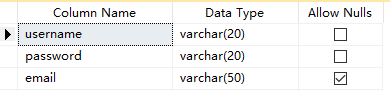 Column Name Data Type Allow Nulls
username varchar(20)
password varchar(20)
email varchar(50)